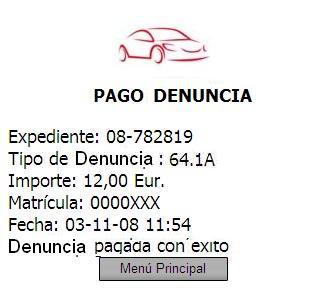 PAGO DENUNCIA
Expediente: 08-782819
Tipo de Denuncia : 64.1A
Importe: 12,00 Eur.
Matrícula: 0000XXX
Fecha: 03-11-08 11:54
Denuncia pagada con éxito
Menú Principal